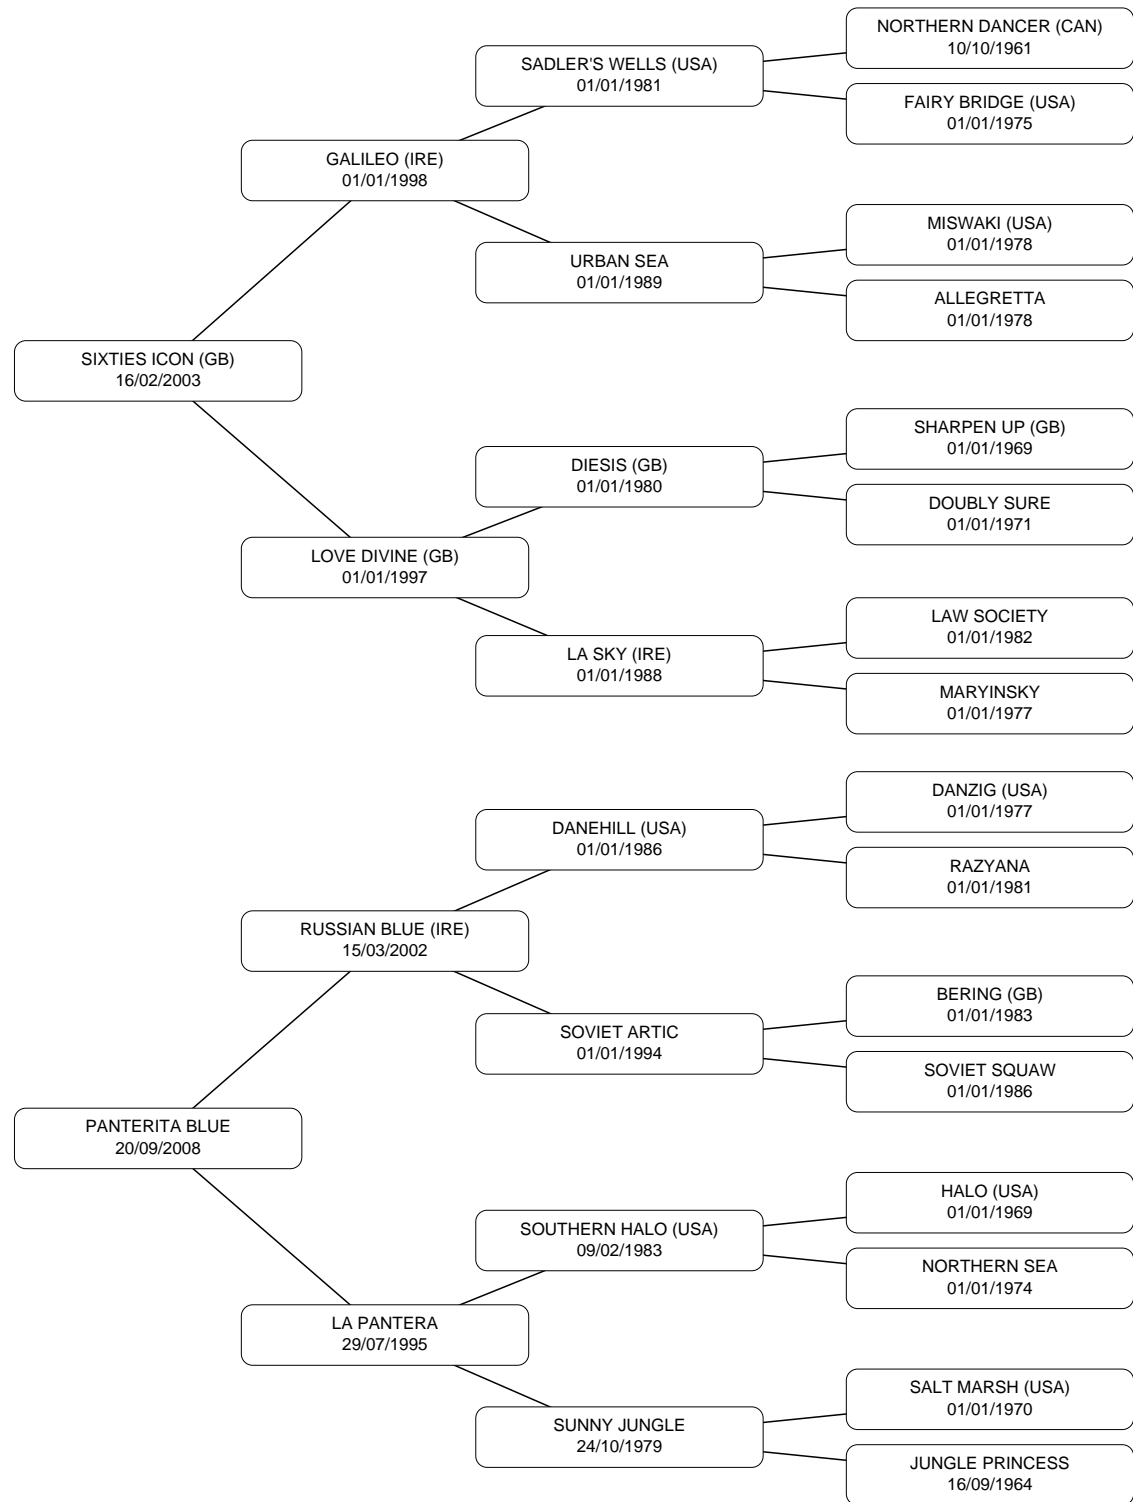 NORTHERN DANCER (CAN)
10/10/1961
SADLER'S WELLS (USA)
01/01/1981
FAIRY BRIDGE (USA)
01/01/1975
GALILEO (IRE)
01/01/1998
MISWAKI (USA)
01/01/1978
URBAN SEA
01/01/1989
ALLEGRETTA
01/01/1978
SIXTIES ICON (GB)
16/02/2003
SHARPEN UP (GB)
01/01/1969
DIESIS (GB)
01/01/1980
DOUBLY SURE
01/01/1971
LOVE DIVINE (GB)
01/01/1997
LAW SOCIETY
01/01/1982
LA SKY (IRE)
01/01/1988
MARYINSKY
01/01/1977
DANZIG (USA)
01/01/1977
DANEHILL (USA)
01/01/1986
RAZYANA
01/01/1981
RUSSIAN BLUE (IRE)
15/03/2002
BERING (GB)
01/01/1983
SOVIET ARTIC
01/01/1994
SOVIET SQUAW
01/01/1986
PANTERITA BLUE
20/09/2008
HALO (USA)
01/01/1969
SOUTHERN HALO (USA)
09/02/1983
NORTHERN SEA
01/01/1974
LA PANTERA
29/07/1995
SALT MARSH (USA)
01/01/1970
SUNNY JUNGLE
24/10/1979
JUNGLE PRINCESS
16/09/1964